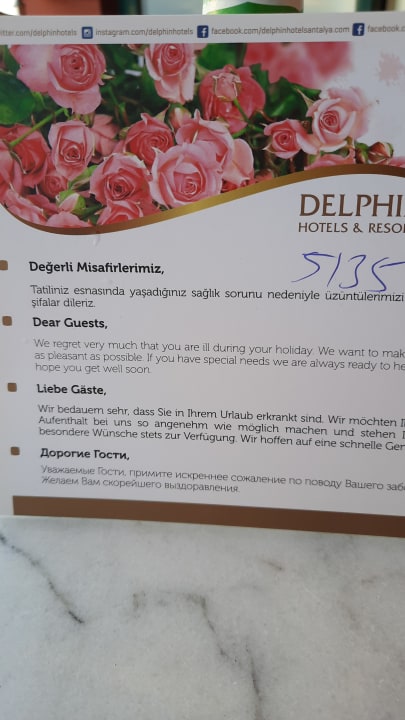 itter.com/delphinhotels instagram.com/delphinhotels facebook.com/delphinhotelsantalya.com facebook.c
DELPHI
HOTELS & RESOR
5135
Değerli Misafirlerimiz,
Tatiliniz esnasında yaşadığınız sağlık sorunu nedeniyle üzüntülerimizi
şifalar dileriz.
Dear Guests,
We regret very much that you are ill during your holiday. We want to mak
as pleasant as possible. If you have special needs we are always ready to he
hope you get well soon.
Liebe Gäste,
Wir bedauern sehr, dass Sie in Ihrem Urlaub erkrankt sind. Wir möchten I
Aufenthalt bei uns so angenehm wie möglich machen und stehen I
besondere Wünsche stets zur Verfügung. Wir hoffen auf eine schnelle Gen
Дорогие Гости,
Уважаемые Гости, примите искреннее сожаление по поводу Вашего забо
Желаем Вам скорейшего выздоравления.